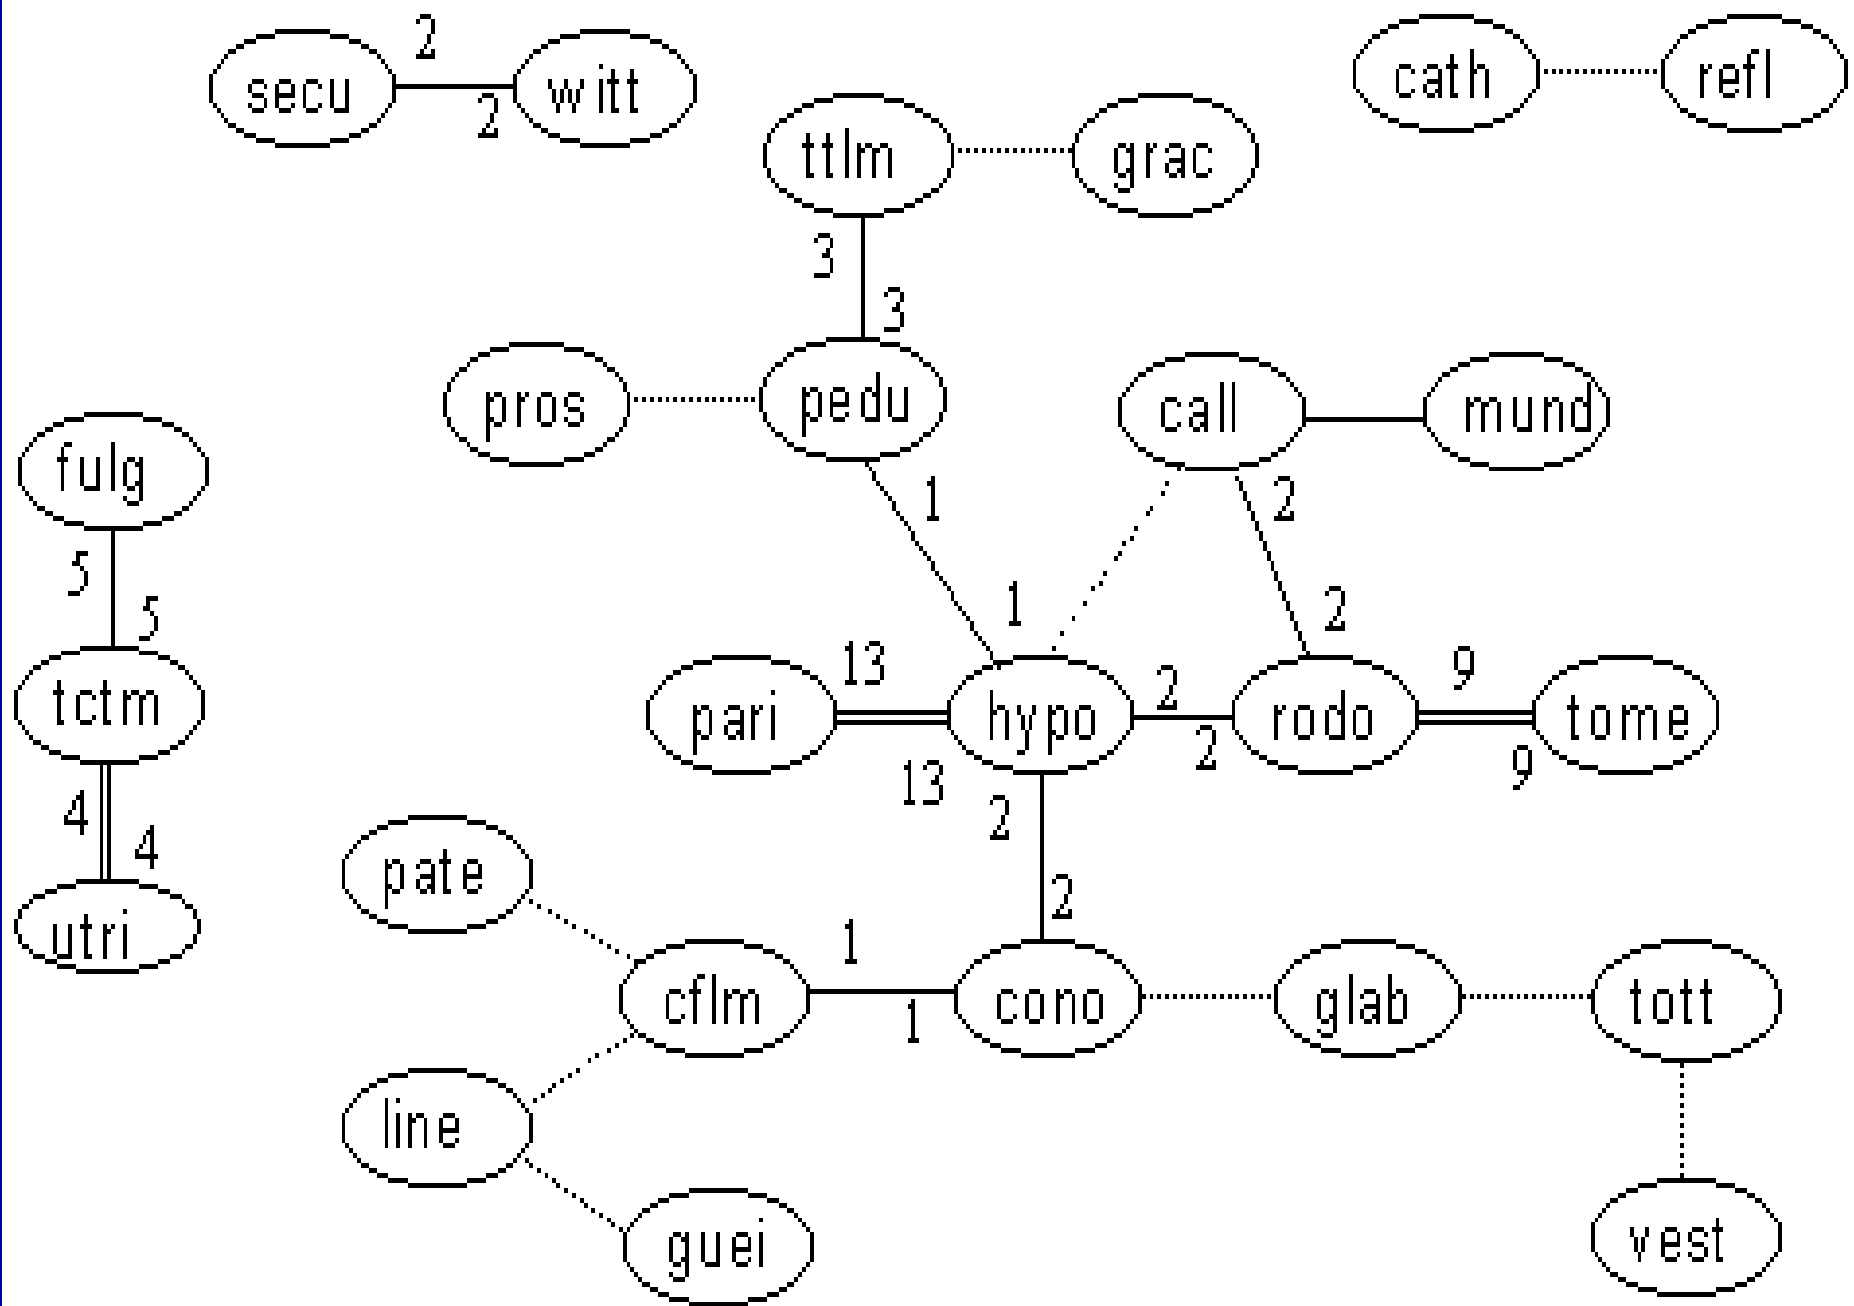 2
secu
witt
2
cath
refl
ttlm
grac
3
3
pros
pedu
call
mund
fulg
1
2
5
5
1
2
tctm
13
9
pari
hypo
2
rodo
tome
2
13
9
4
4
2
pate
utri
2
1
cflm
cono
glab
tott
1
line
guei
vest